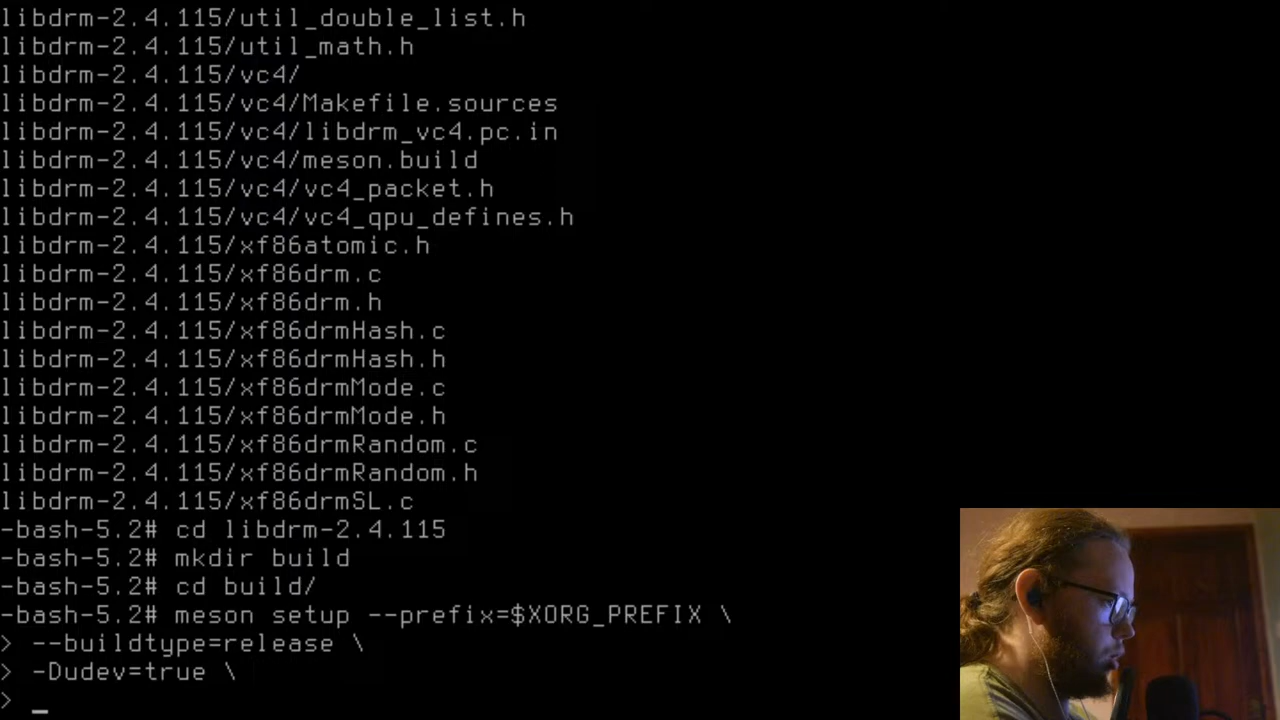 libdrm-2.4.115/util_double_list.h
libdrm-2.4.115/util_math.h
libdrm-2.4.115/vc4/
libdrm-2.4.115/vc4/Makefile.sources
libdrm-2.4.115/vc4/libdrm_vc4.pc.in
libdrm-2.4.115/vc4/meson.build
libdrm-2.4.115/vc4/vc4_packet.h
libdrm-2.4.115/vc4/vc4_qpu_defines.h
libdrm-2.4.115/xf86atomic.h
libdrm-2.4.115/xf86drm.c
libdrm-2.4.115/xf86drm.h
libdrm-2.4.115/xf86drmHash.c
libdrm-2.4.115/xf86drmHash.h
libdrm-2.4.115/xf86drmMode.c
libdrm-2.4.115/xf86drmMode.h
libdrm-2.4.115/xf86drmRandom.c
libdrm-2.4.115/xf86drmRandom.h
libdrm-2.4.115/xf86drmSL.c
-bash-5.2# cd libdrm-2.4.115
-bash-5.2# mkdir build
-bash-5.2# cd build/
-bash-5.2# meson setup --prefix=$XORG_PREFIX \
> --buildtype=release \
> -Dudev=true \
> _